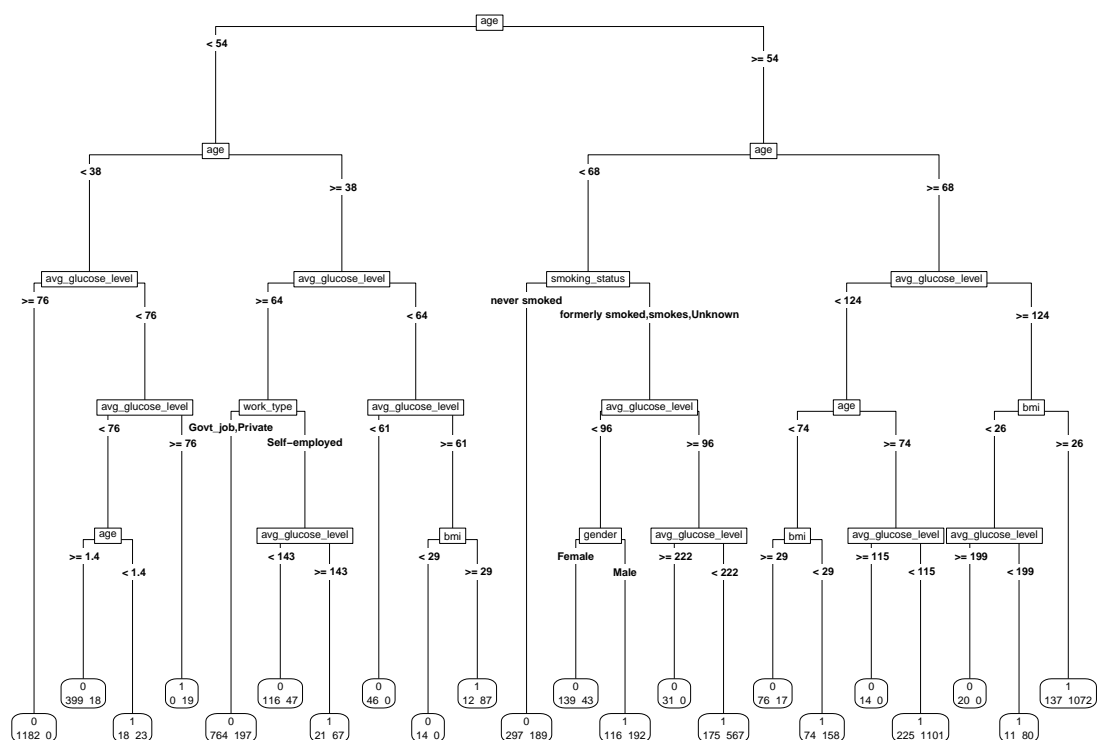 age
< 54
>= 54
age
age
< 38
>= 38
< 68
>= 68
avg_glucose_level
avg_glucose_level
smoking_status
avg_glucose_level
>= 76
< 76
>= 64
< 64
never smoked
formerly smoked,smokes,Unknown
< 124
>= 124
avg_glucose_level
work_type
avg_glucose_level
avg_glucose_level
age
bmi
< 76
>= 76
Govt_job,Private
Self−employed
< 61
>= 61
< 96
>= 96
< 74
>= 74
< 26
>= 26
age
avg_glucose_level
bmi
gender
avg_glucose_level
bmi
avg_glucose_level
avg_glucose_level
>= 1.4
< 1.4
< 143
>= 143
< 29
>= 29
Female
Male
>= 222
< 222
>= 29
< 29
>= 115
< 115
>= 199
< 199
0
1182 0
0
399 18
1
18 23
1
0 19
0
764 197
0
116 47
1
21 67
0
46 0
0
14 0
1
12 87
0
297 189
0
139 43
1
116 192
0
31 0
1
175 567
0
76 17
1
74 158
0
14 0
1
225 1101
0
20 0
1
11 80
1
137 1072